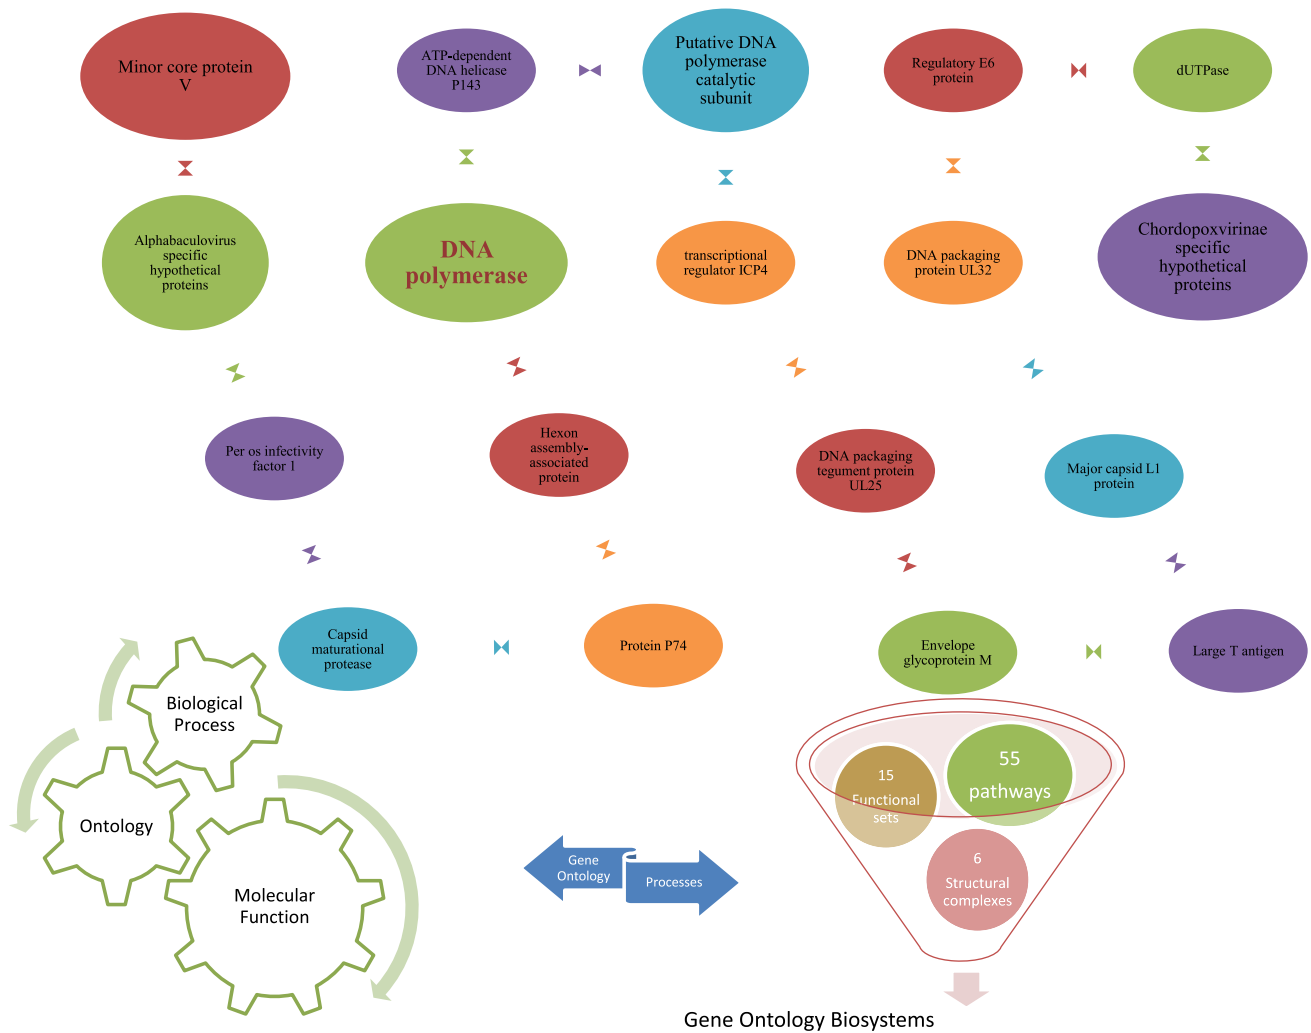 Minor core protein
V
ATP-dependent
DNA helicase
P143
Putative DNA
polymerase
catalytic
subunit
Regulatory E6
protein
dUTPase
Alphabaculovirus
specific
hypothetical
proteins
DNA
polymerase
transcriptional
regulator ICP4
DNA packaging
protein UL32
Chordopoxvirinae
specific
hypothetical
proteins
Per os infectivity
factor 1
Hexon
assembly-
associated
protein
DNA packaging
tegument protein
UL25
Major capsid L1
protein
Capsid
maturational
protease
Protein P74
Envelope
glycoprotein M
Large T antigen
Biological
Process
Ontology
Molecular
Function
Gene
Ontology
Processes
15
Functional
sets
55
pathways
6
Structural
complexes
Gene Ontology Biosystems